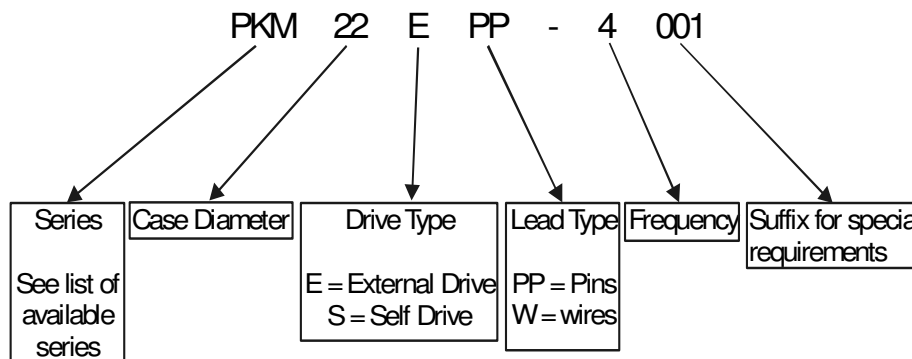 PKM 22 E PP - 4 001
Series
See list of
available
series
Case Diameter
Drive Type
E = External Drive
S = Self Drive
Lead Type
PP = Pins
W = wires
Frequency
Suffix for specia
requirements